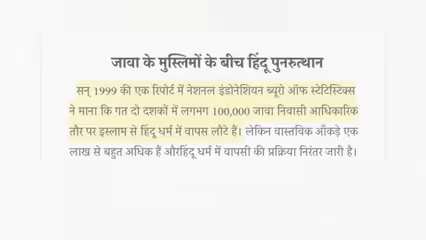 जावा के मुस्लिमों के बीच हिंदू पुनरुत्थान
सन् 1999 की एक रिपोर्ट में नेशनल इंडोनेशियन ब्यूरो ऑफ स्टेटिस्टिक्स
ने माना कि गत दो दशकों में लगभग 100,000 जावा निवासी आधिकारिक
तौर पर इस्लाम से हिंदू धर्म में वापस लौटे हैं। लेकिन वास्तविक आँकड़े एक
लाख से बहुत अधिक हैं औरहिंदू धर्म में वापसी की प्रक्रिया निरंतर जारी है।